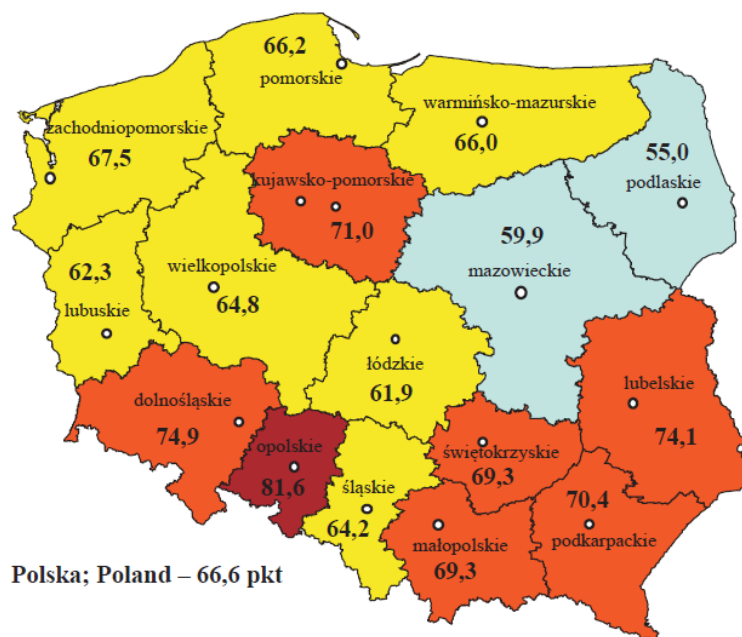 66,2
pomorskie
warmińsko-mazurskie
66,0
zachodniopomorskie
67,5
55,0
podlaskie
kujawsko-pomorskie
71,0
59,9
mazowieckie
62,3
lubuskie
wielkopolskie
64,8
łódzkie
61,9
lubelskie
74,1
dolnośląskie
74,9
opolskie
81,6
śląskie
64,2
świętokrzyskie
69,3
70,4
podkarpackie
małopolskie
69,3
Polska; Poland – 66,6 pkt